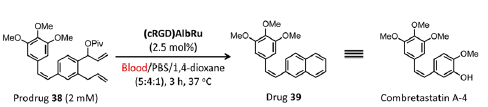 OMe
MeO
OMe
OPiv
Prodrug 38 (2 mM)
(cRGD)AlbRu
(2.5 mol%)
Blood/PBS/1,4-dioxane
(5:4:1), 3 h, 37 ºC
OMe
MeO
OMe
Drug 39
OMe
MeO
OMe
OMe
OH
Combretastatin A-4